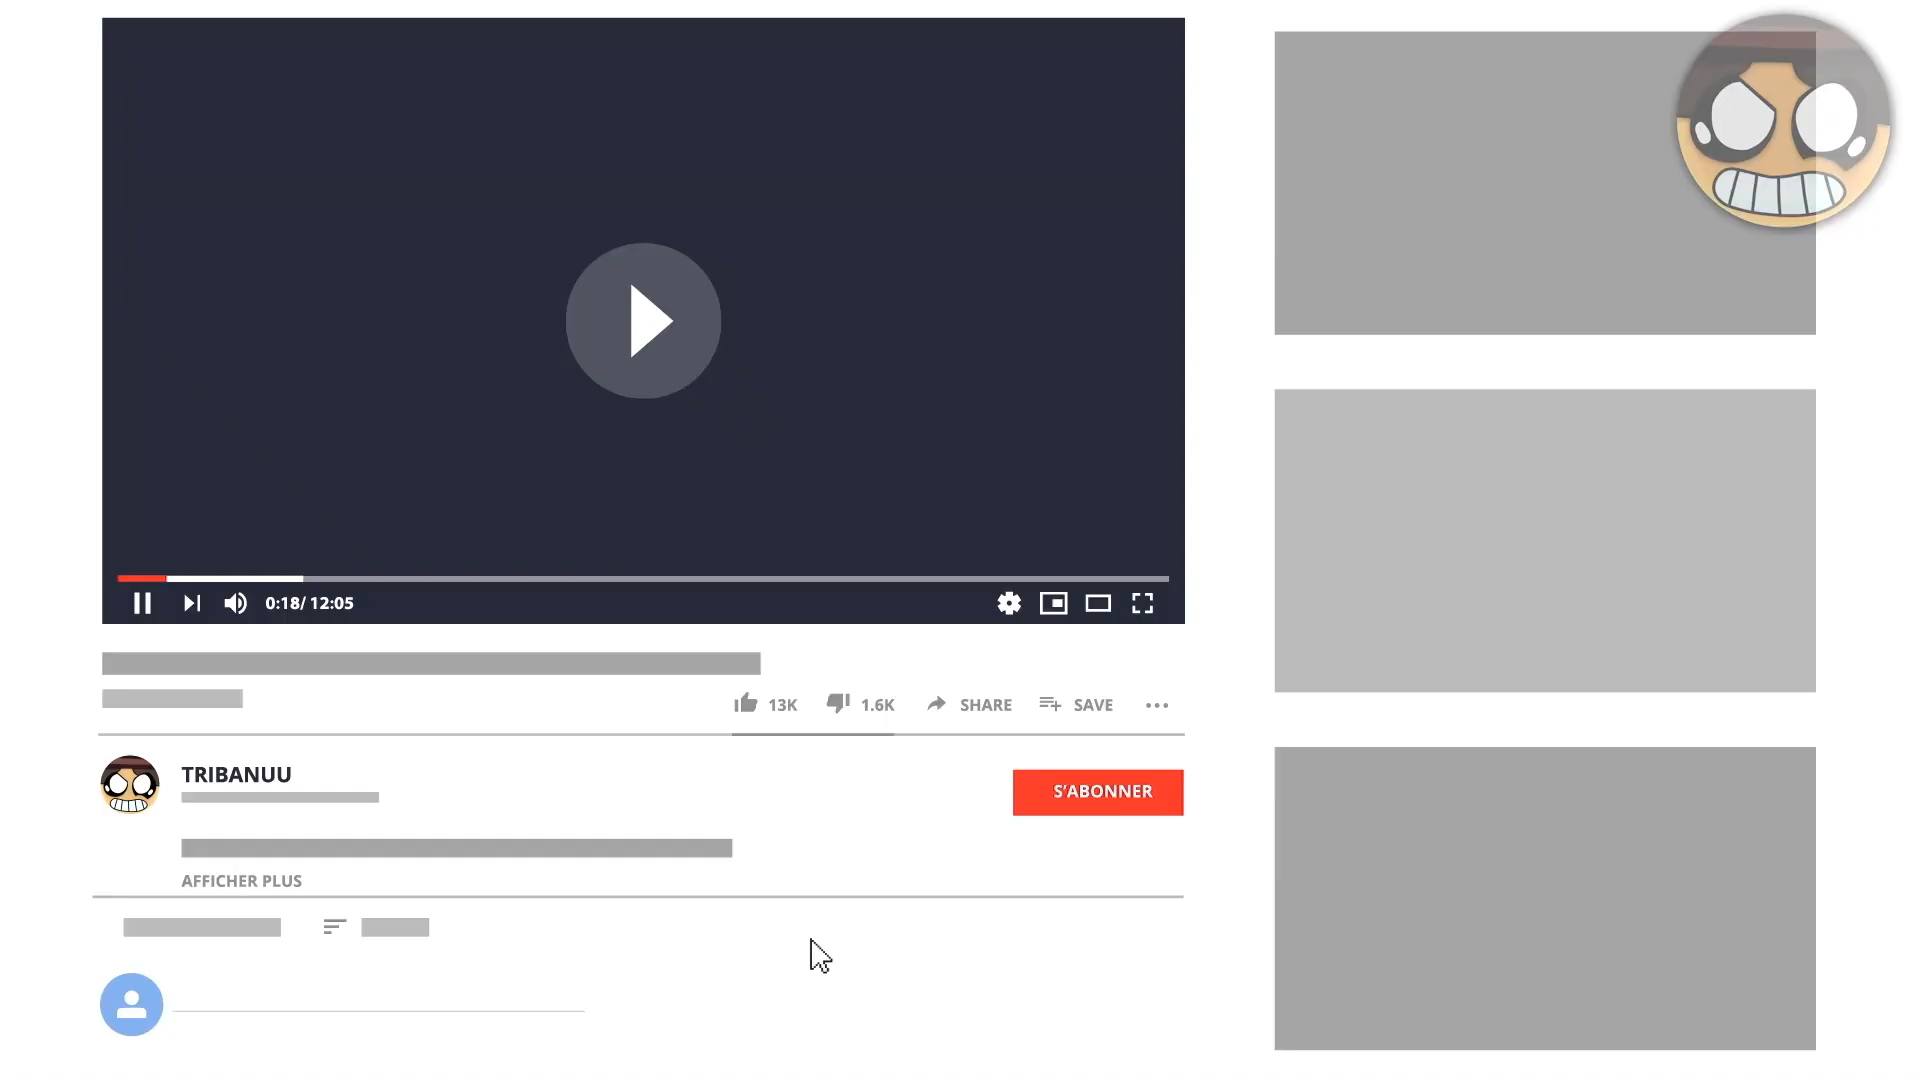 0:18/ 12:05
13K 1.6K SHARE SAVE
TRIBANUU
S'ABONNER
AFFICHER PLUS